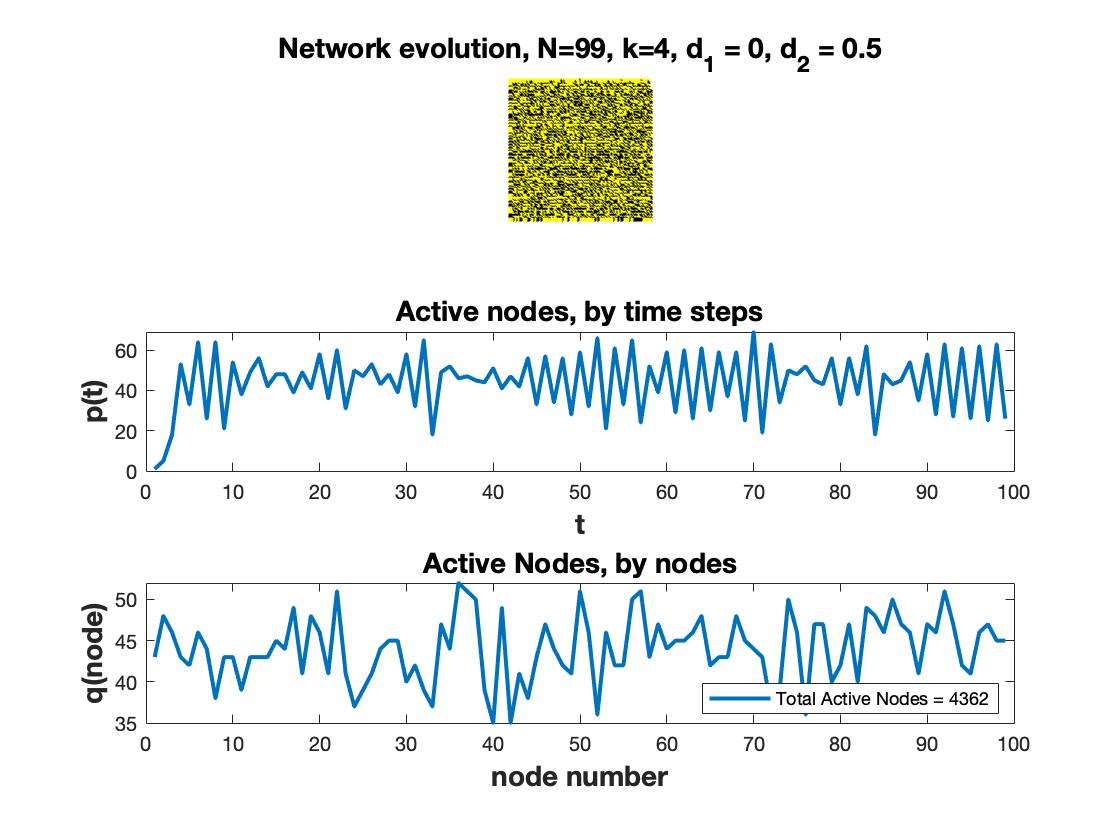 Network evolution, N=99, k=4, d1 = 0, d2 = 0.5
Active nodes, by time steps
p(t)
60
40
20
0
0 10 20 30 40 50 60 70 80 90 100
t
Active Nodes, by nodes
q(node)
50
45
40
35
Total Active Nodes = 4362
0 10 20 30 40 50 60 70 80 90 100
node number